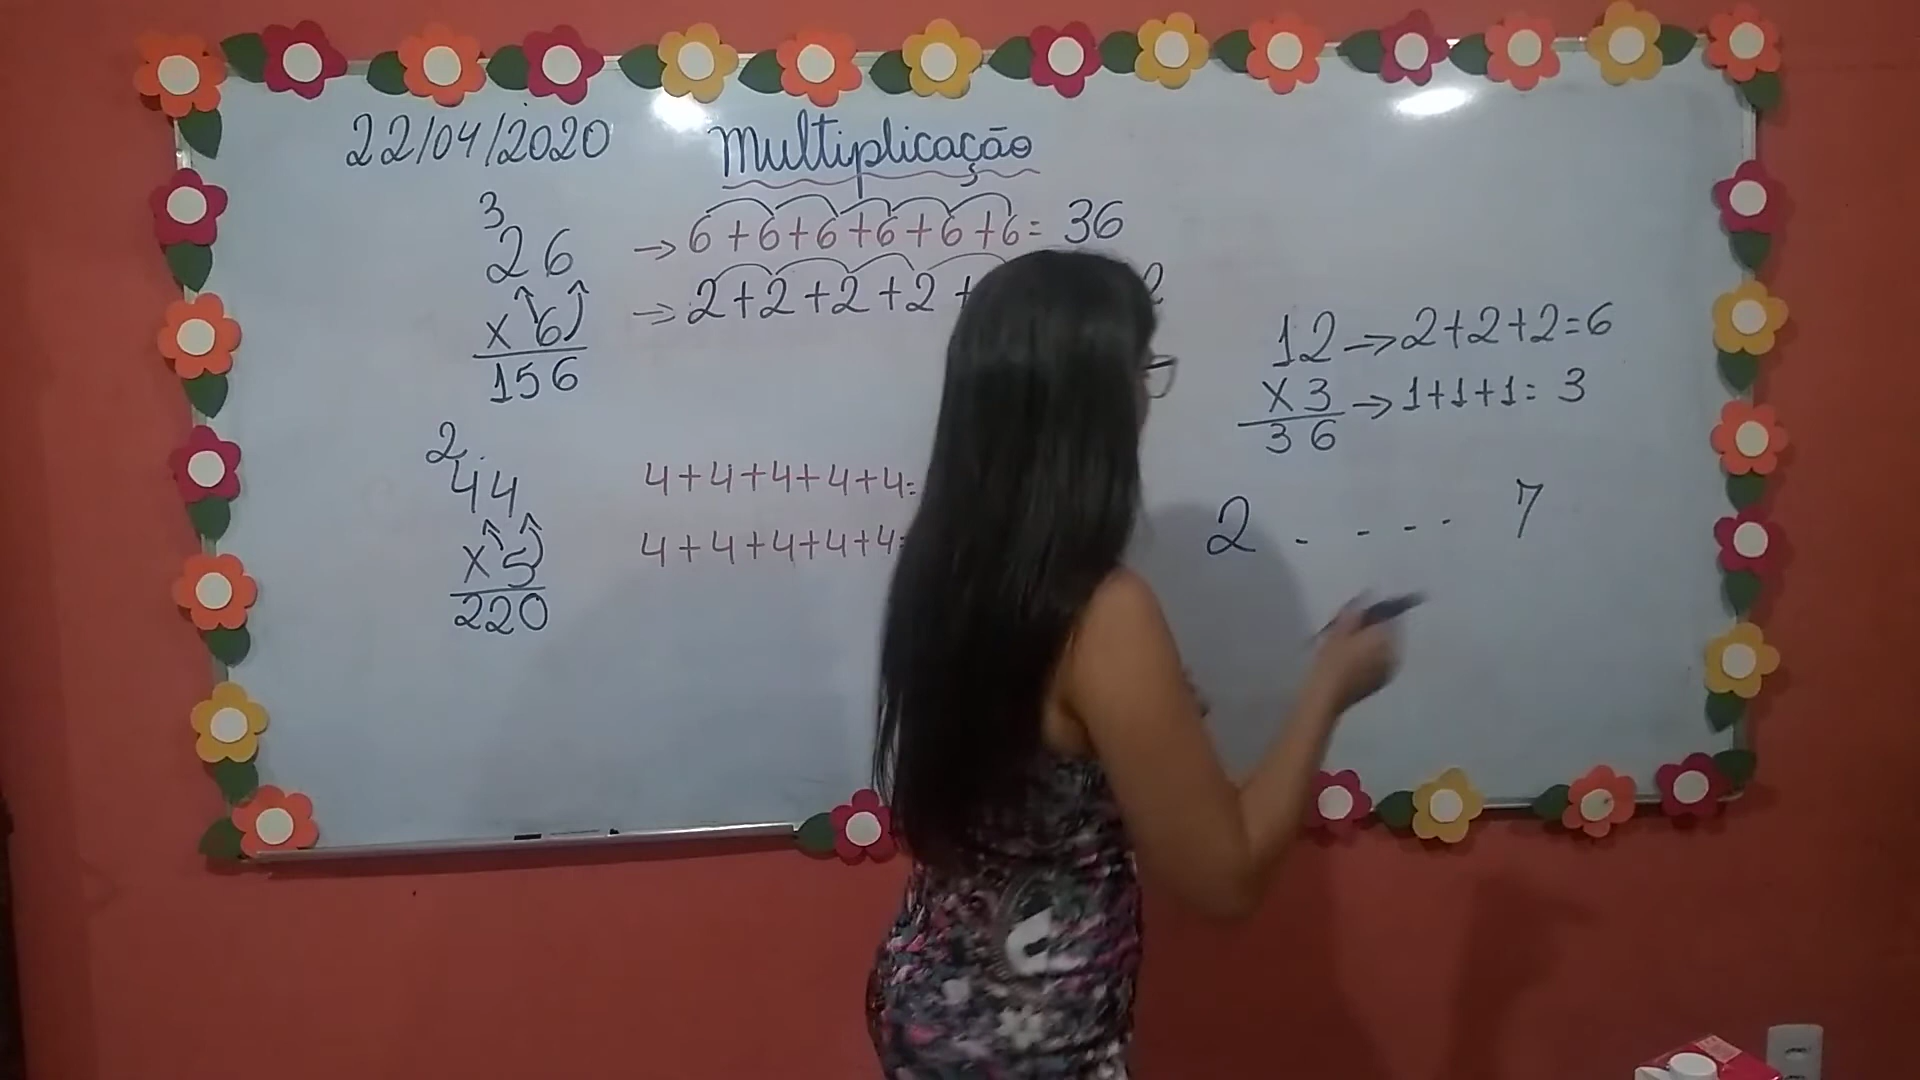 22/04/2020
Multiplicação
3
26
x 6
156
→ 6+6+6+6+6+6= 36
→ 2+2+2+2+ 2
2
44
x 5
220
4+4+4+4+4=
4+4+4+4+4=
12 → 2+2+2=6
x 3 → 1+1+1= 3
36
2 . - - . 7